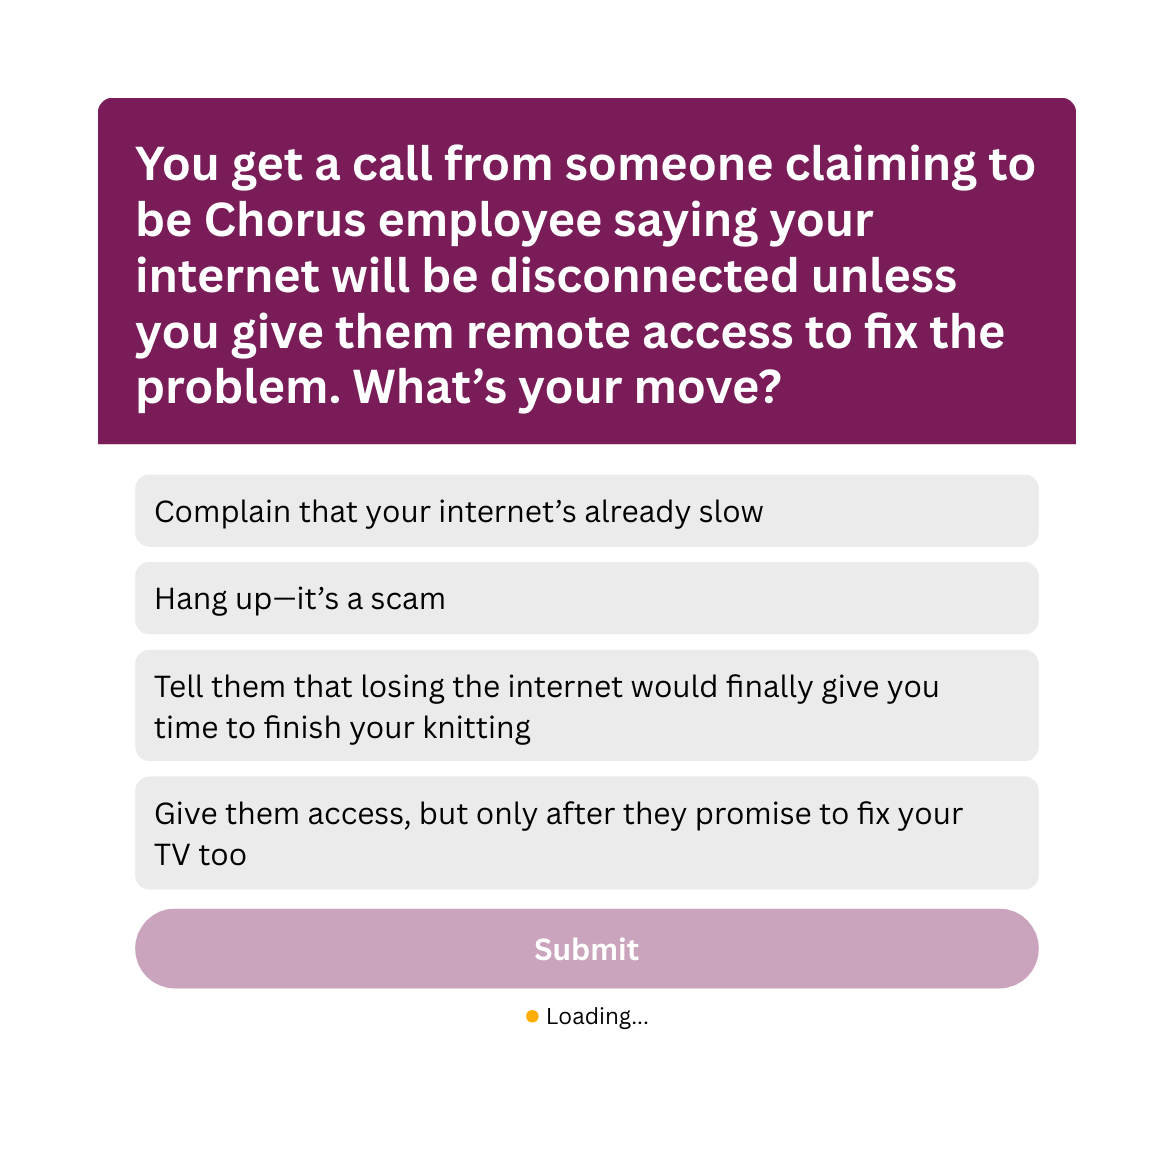 You get a call from someone claiming to
be Chorus employee saying your
internet will be disconnected unless
you give them remote access to fix the
problem. What’s your move?
Complain that your internet’s already slow
Hang up—it’s a scam
Tell them that losing the internet would finally give you
time to finish your knitting
Give them access, but only after they promise to fix your
TV too
Submit
Loading...